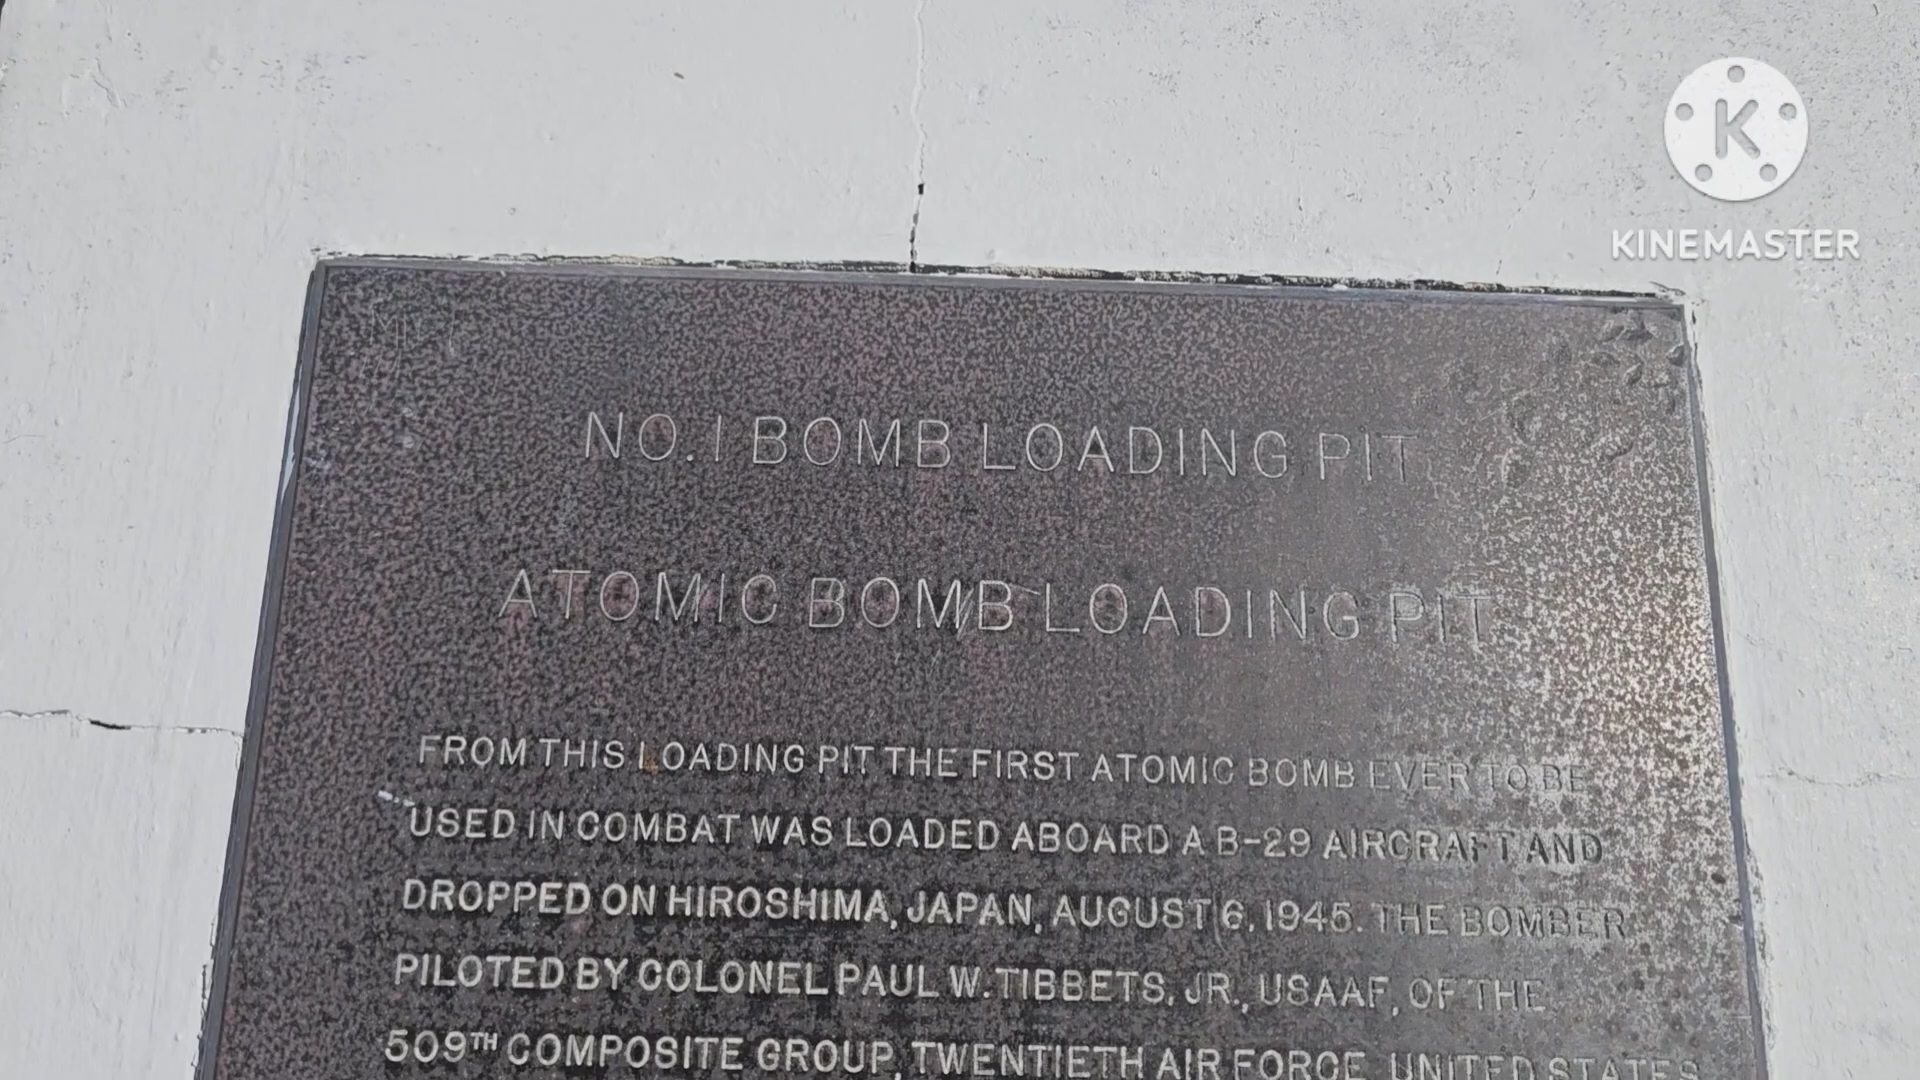 K
KINEMASTER
NO. 1 BOMB LOADING PIT
ATOMIC BOMB LOADING PIT
FROM THIS LOADING PIT THE FIRST ATOMIC BOMB EVER TO BE
USED IN COMBAT WAS LOADED ABOARD A B-29 AIRCRAFT AND
DROPPED ON HIROSHIMA, JAPAN, AUGUST 6, 1945. THE BOMBER
PILOTED BY COLONEL PAUL W. TIBBETS, JR., USAAF, OF THE
509TH COMPOSITE GROUP, TWENTIETH AIR FORCE, UNITED STATES